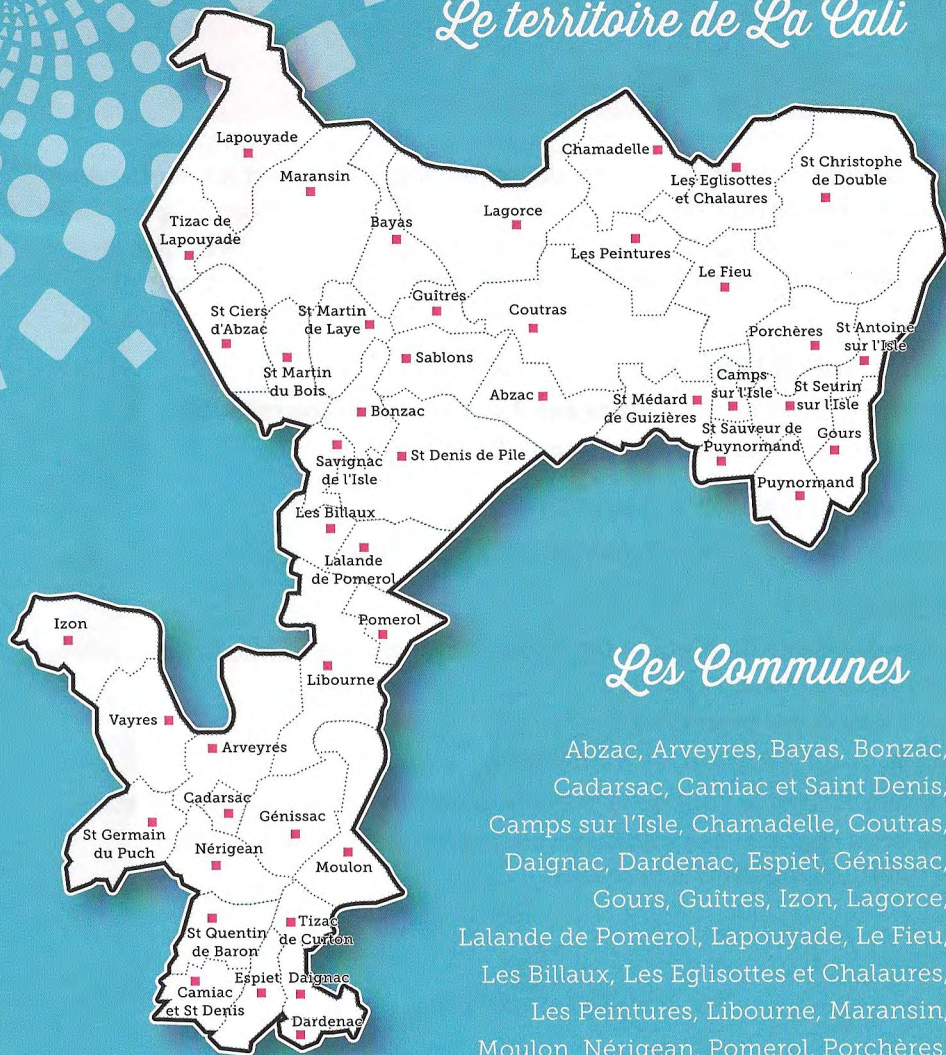 Le territoire de La Cali
Lapouyade
Maransin
Tizac de
Lapouyade
Bayas
Lagorce
Chamadelle
Les Eglisottes
et Chalaures
St Christophe
de Double
Les Peintures
Le Fieu
St Ciers
d'Abzac
St Martin
de Laye
Guîtres
Coutras
Porchères
St Antoine
sur l'Isle
St Martin
du Bois
Sablons
Abzac
St Médard
de Guizières
Camps
sur l'Isle
St Seurin
sur l'Isle
Bonzac
St Sauveur de
Puynormand
Gours
Savignac
de l'Isle
St Denis de Pile
Puynormand
Les Billaux
Lalande
de Pomerol
Izon
Pomerol
Libourne
Vayres
Arveyres
Cadarsac
Génissac
St Germain
du Puch
Nérigean
Moulon
St Quentin
de Baron
Tizac
de Curton
Camiac
et St Denis
Espiet
Daignac
Dardenac
Les Communes
Abzac, Arveyres, Bayas, Bonzac,
Cadarsac, Camiac et Saint Denis,
Camps sur l'Isle, Chamadelle, Coutras,
Daignac, Dardenac, Espiet, Génissac,
Gours, Guîtres, Izon, Lagorce,
Lalande de Pomerol, Lapouyade, Le Fieu,
Les Billaux, Les Eglisottes et Chalaures,
Les Peintures, Libourne, Maransin,
Moulon, Nérigean, Pomerol, Porchères,